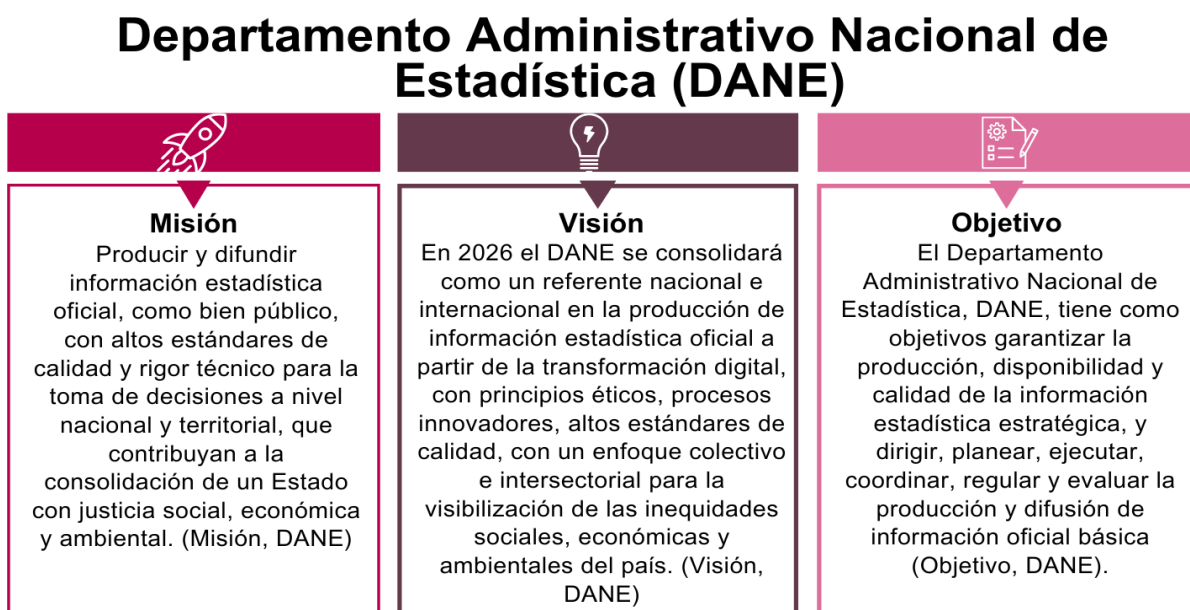 Departamento Administrativo Nacional de
Estadística (DANE)
Misión
Producir y difundir
información estadística
oficial, como bien público,
con altos estándares de
calidad y rigor técnico para la
toma de decisiones a nivel
nacional y territorial, que
contribuyan a la
consolidación de un Estado
con justicia social, económica
y ambiental. (Misión, DANE)
Visión
En 2026 el DANE se consolidará
como un referente nacional e
internacional en la producción de
información estadística oficial a
partir de la transformación digital,
con principios éticos, procesos
innovadores, altos estándares de
calidad, con un enfoque colectivo
e intersectorial para la
visibilización de las inequidades
sociales, económicas y
ambientales del país. (Visión,
DANE)
Objetivo
El Departamento
Administrativo Nacional de
Estadística, DANE, tiene como
objetivos garantizar la
producción, disponibilidad y
calidad de la información
estadística estratégica, y
dirigir, planear, ejecutar,
coordinar, regular y evaluar la
producción y difusión de
información oficial básica
(Objetivo, DANE).